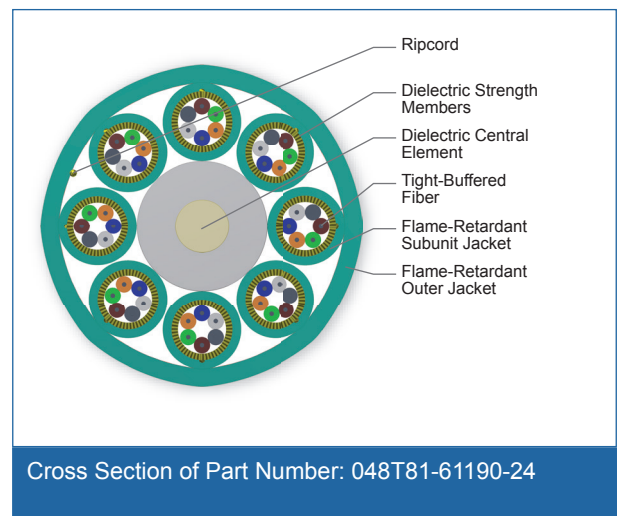 Ripcord
Dielectric Strength
Members
Dielectric Central
Element
Tight-Buffered
Fiber
Flame-Retardant
Subunit Jacket
Flame-Retardant
Outer Jacket
Cross Section of Part Number: 048T81-61190-24